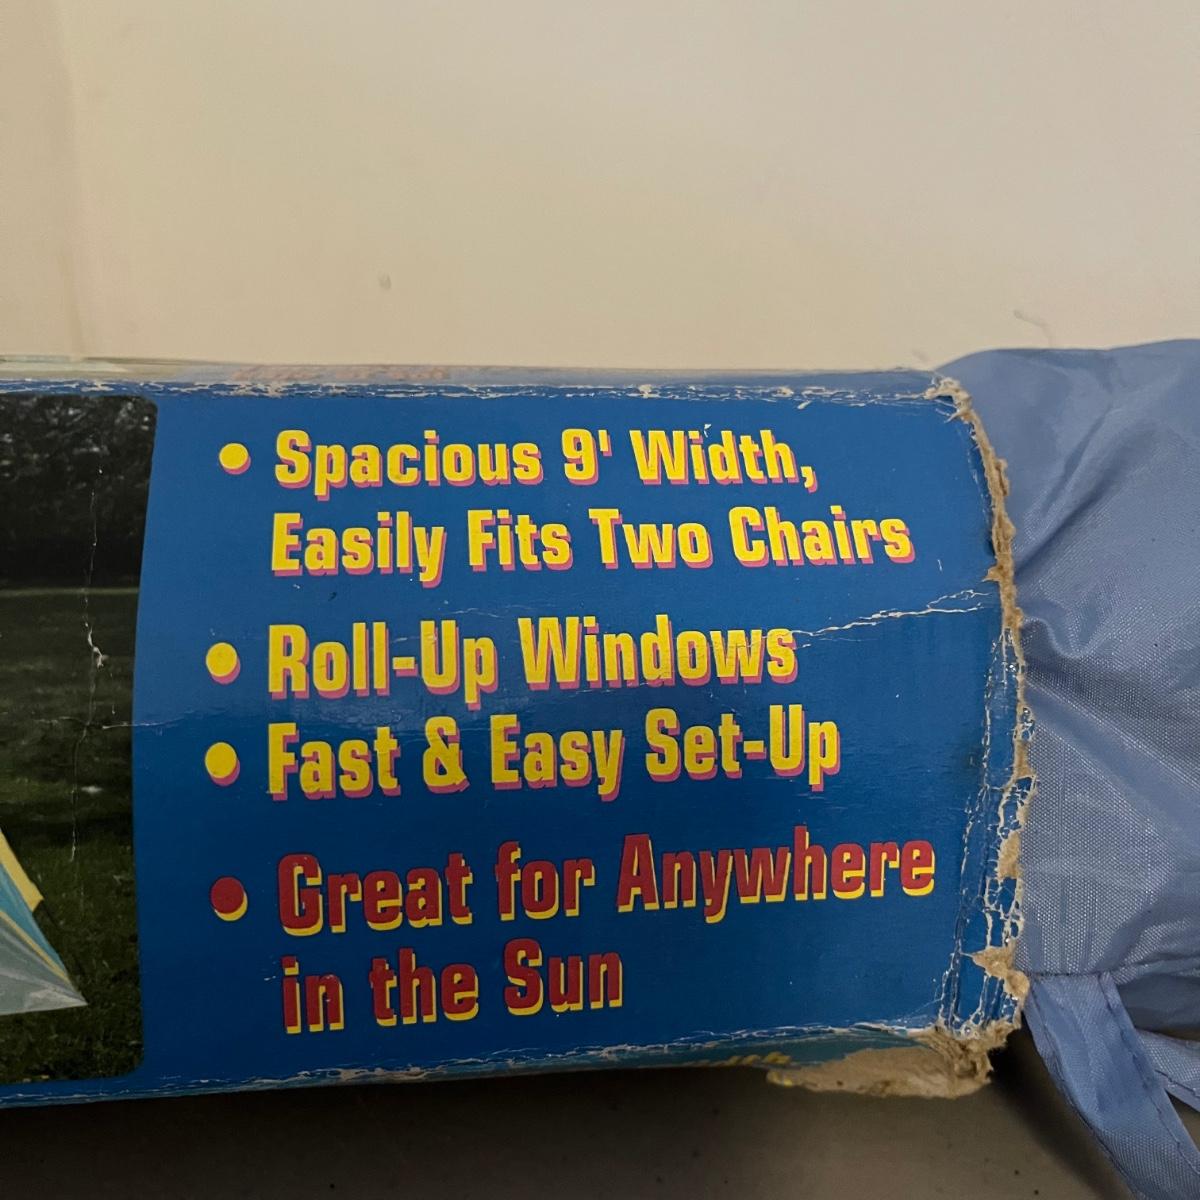 • Spacious 9' Width,
Easily Fits Two Chairs
• Roll-Up Windows
• Fast & Easy Set-Up
• Great for Anywhere
in the Sun